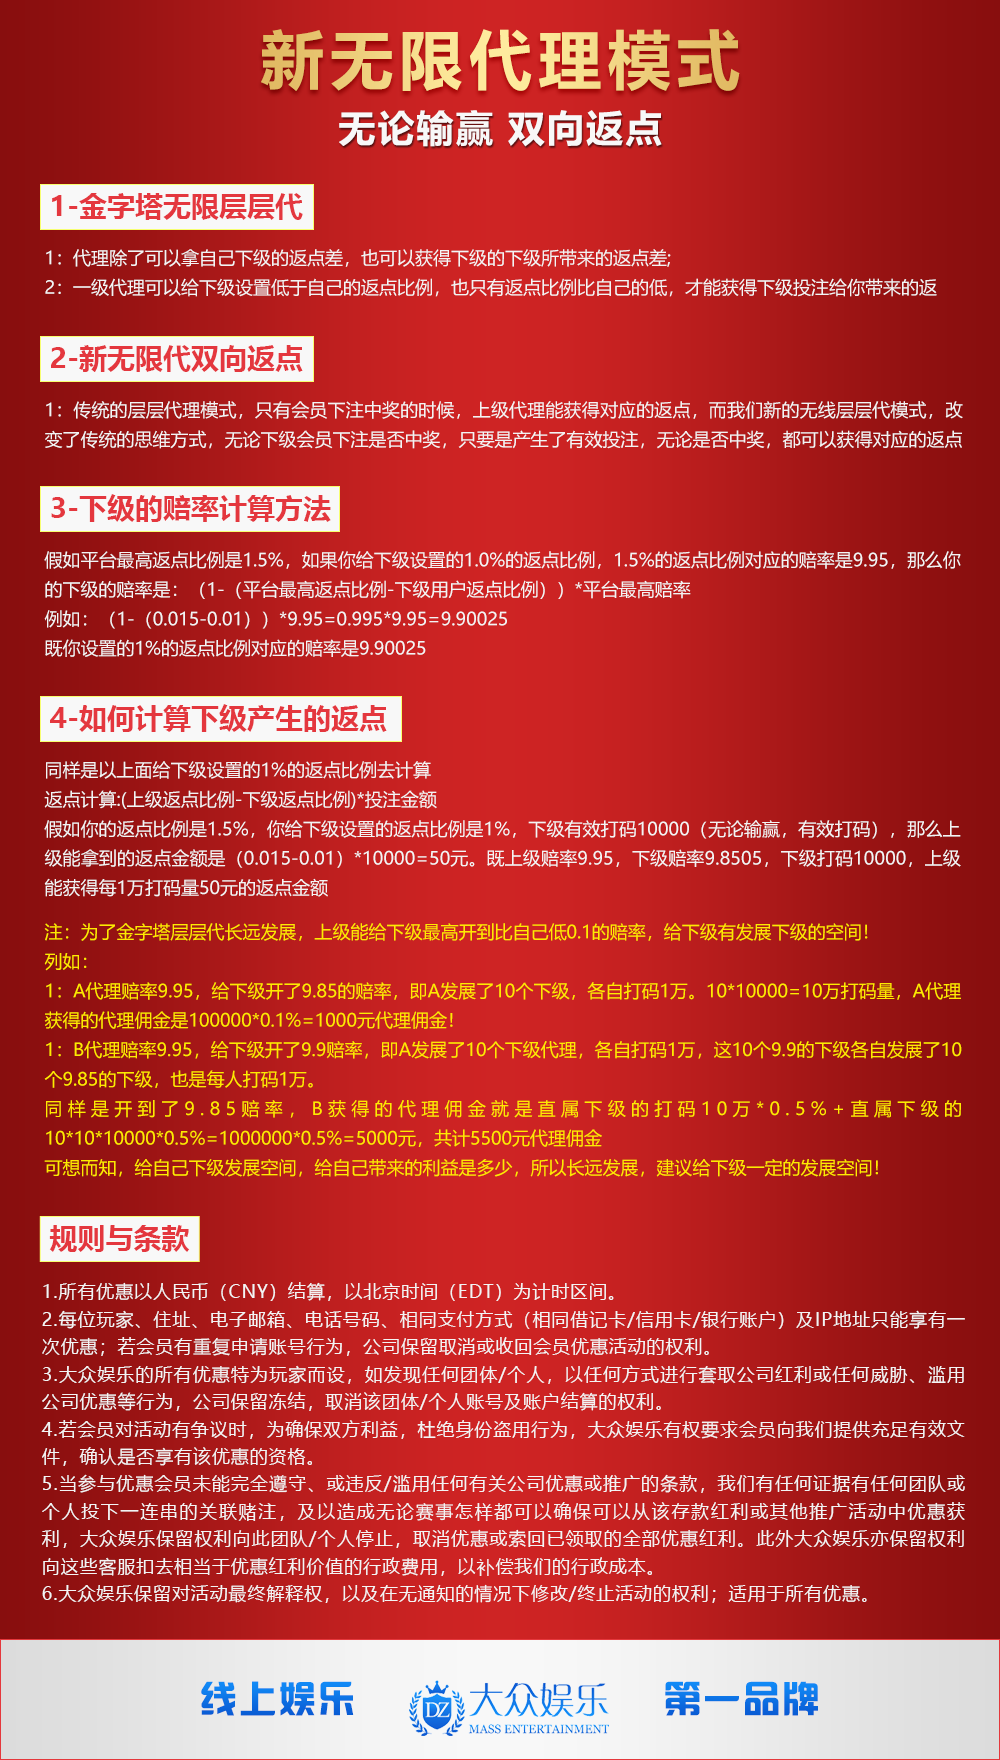 新无限代理模式
无论输赢 双向返点
1-金字塔无限层层代
1：代理除了可以拿自己下级的返点差，也可以获得下级的下级所带来的返点差;
2：一级代理可以给下级设置低于自己的返点比例，也只有返点比例比自己的低，才能获得下级投注给你带来的返
2-新无限代双向返点
1：传统的层层代理模式，只有会员下注中奖的时候，上级代理能获得对应的返点，而我们新的无线层层代模式，改
变了传统的思维方式，无论下级会员下注是否中奖，只要是产生了有效投注，无论是否中奖，都可以获得对应的返点
3-下级的赔率计算方法
假如平台最高返点比例是1.5%，如果你给下级设置的1.0%的返点比例，1.5%的返点比例对应的赔率是9.95，那么你
的下级的赔率是：（1-（平台最高返点比例-下级用户返点比例））*平台最高赔率
例如：（1-（0.015-0.01））*9.95=0.995*9.95=9.90025
既你设置的1%的返点比例对应的赔率是9.90025
4-如何计算下级产生的返点
同样是以上面给下级设置的1%的返点比例去计算
返点计算:(上级返点比例-下级返点比例)*投注金额
假如你的返点比例是1.5%，你给下级设置的返点比例是1%，下级有效打码10000（无论输赢，有效打码），那么上
级能拿到的返点金额是（0.015-0.01）*10000=50元。既上级赔率9.95，下级赔率9.8505，下级打码10000，上级
能获得每1万打码量50元的返点金额
注：为了金字塔层层代长远发展，上级能给下级最高开到比自己低0.1的赔率，给下级有发展下级的空间！
列如：
1：A代理赔率9.95，给下级开了9.85的赔率，即A发展了10个下级，各自打码1万。10*10000=10万打码量，A代理
获得的代理佣金是100000*0.1%=1000元代理佣金！
1：B代理赔率9.95，给下级开了9.9赔率，即A发展了10个下级代理，各自打码1万，这10个9.9的下级各自发展了10
个9.85的下级，也是每人打码1万。
同样是开到了9.85赔率，B获得的代理佣金就是直属下级的打码10万*0.5%+直属下级的
10*10*10000*0.5%=1000000*0.5%=5000元，共计5500元代理佣金
可想而知，给自己下级发展空间，给自己带来的利益是多少，所以长远发展，建议给下级一定的发展空间！
规则与条款
1.所有优惠以人民币（CNY）结算，以北京时间（EDT）为计时区间。
2.每位玩家、住址、电子邮箱、电话号码、相同支付方式（相同借记卡/信用卡/银行账户）及IP地址只能享有一
次优惠；若会员有重复申请账号行为，公司保留取消或收回会员优惠活动的权利。
3.大众娱乐的所有优惠特为玩家而设，如发现任何团体/个人，以任何方式进行套取公司红利或任何威胁、滥用
公司优惠等行为，公司保留冻结，取消该团体/个人账号及账户结算的权利。
4.若会员对活动有争议时，为确保双方利益，杜绝身份盗用行为，大众娱乐有权要求会员向我们提供充足有效文
件，确认是否享有该优惠的资格。
5.当参与优惠会员未能完全遵守、或违反/滥用任何有关公司优惠或推广的条款，我们有任何证据有任何团队或
个人投下一连串的关联赌注，及以造成无论赛事怎样都可以确保可以从该存款红利或其他推广活动中优惠获
利，大众娱乐保留权利向此团队/个人停止，取消优惠或索回已领取的全部优惠红利。此外大众娱乐亦保留权利
向这些客服扣去相当于优惠红利价值的行政费用，以补偿我们的行政成本。
6.大众娱乐保留对活动最终解释权，以及在无通知的情况下修改/终止活动的权利；适用于所有优惠。
线上娱乐
DZ
大众娱乐
MASS ENTERTAINMENT
第一品牌